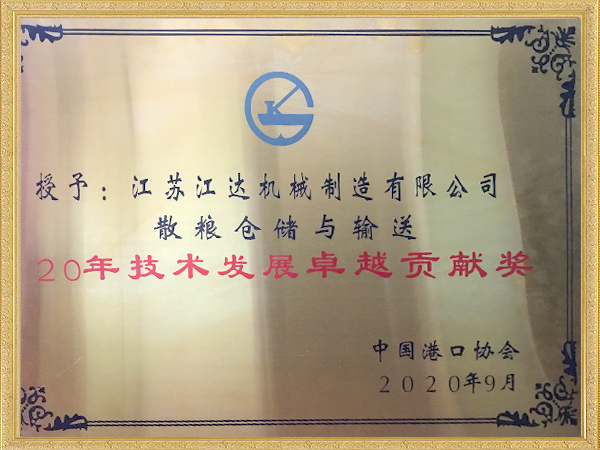 授予：江苏江达机械制造有限公司
散粮仓储与输送
20年技术发展卓越贡献奖
中国港口协会
2020年9月